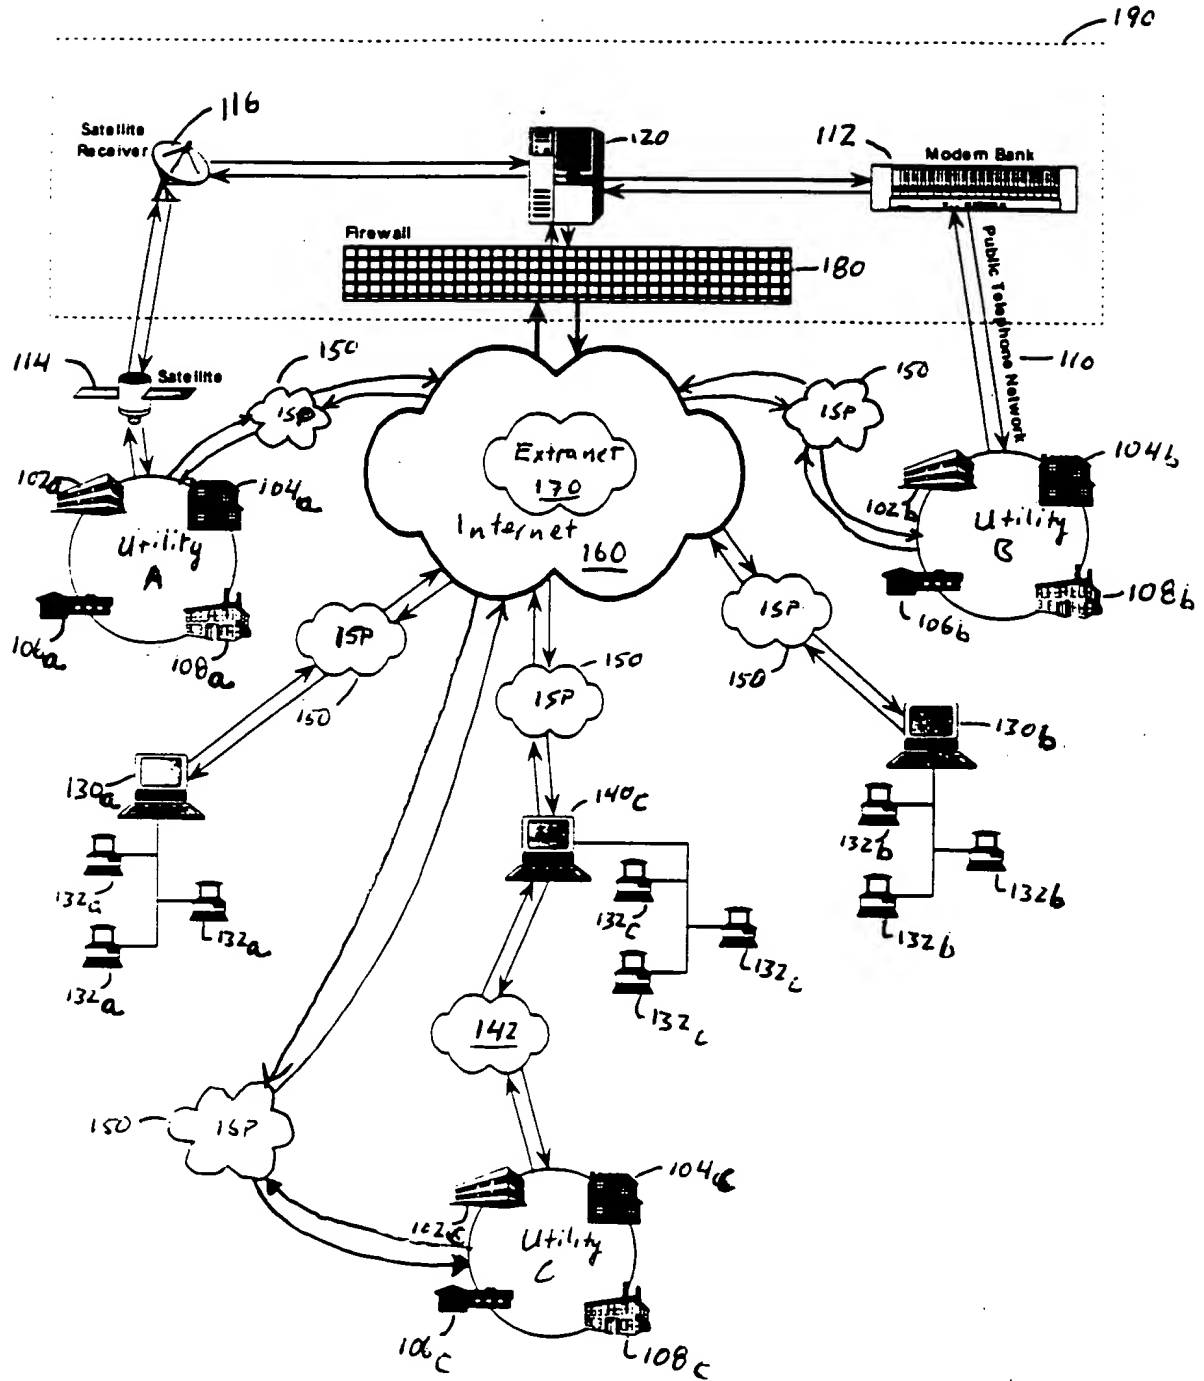 190
116
Satellite
Receiver
120
112
Modem Bank
Firewall
180
Public Telephone Network
110
114
Satellite
150
ISP
150
ISP
Extranet
170
Internet
160
102a
104a
Utility
A
106a
108a
102b
104b
Utility
B
106b
108b
ISP
150
ISP
150
ISP
150
130a
132a
132a
132a
140c
132c
132c
132c
130b
132b
132b
132b
142
150
ISP
102c
104c
Utility
C
106c
108c